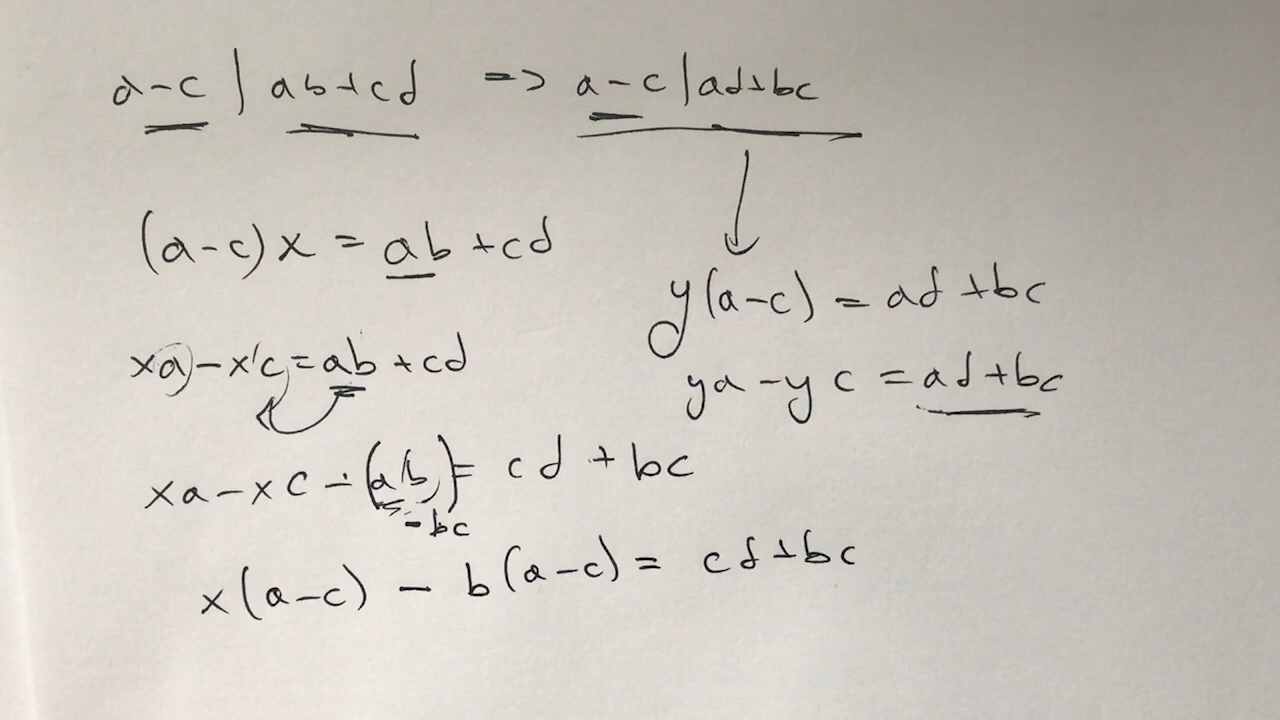 a-c | ab+cd => a-c | ad+bc
(a-c)x = ab+cd
y(a-c) = ad+bc
xa-xc=ab+cd
ya-yc = ad+bc
xa-xc-(ab)= cd+bc
-bc
x(a-c) - b(a-c) = cd+bc